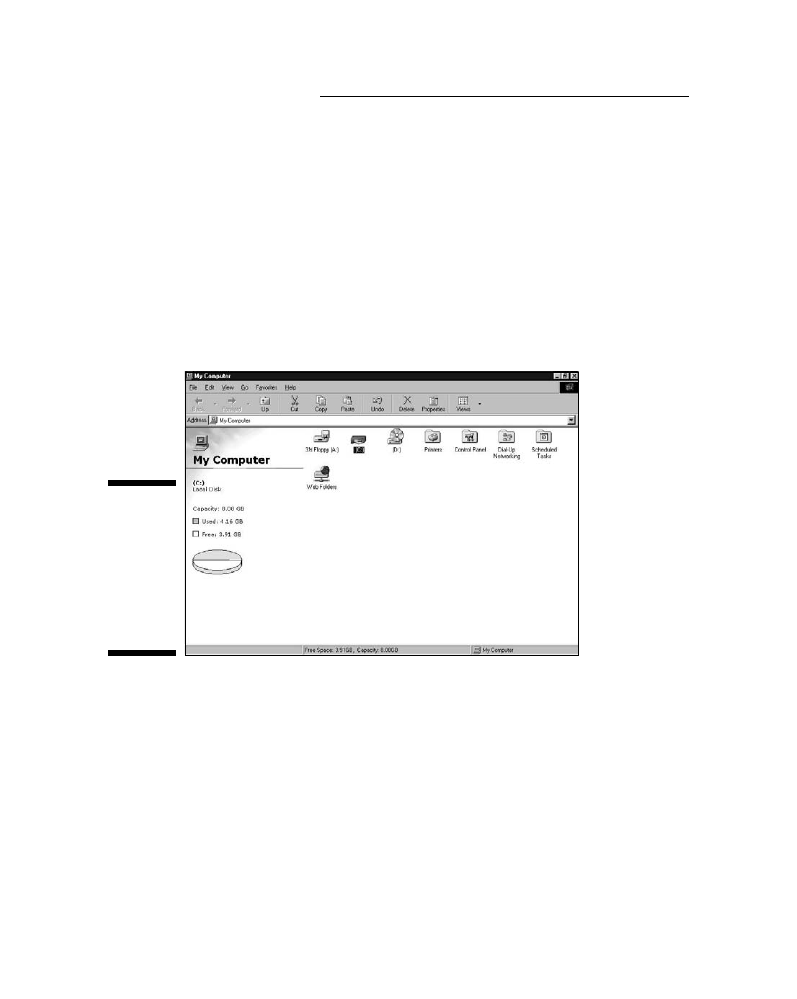 My Computer
File Edit View Go Favorites Help
Back Forward Up Cut Copy Paste Undo Delete Properties Views
Address My Computer
3½ Floppy (A:) (C:) (D:) Printers Control Panel Dial-Up Networking Scheduled Tasks
My Computer
Web Folders
(C:)
Local Disk
Capacity: 8.06 GB
Used: 4.16 GB
Free: 3.91 GB
Free Space: 3.91GB, Capacity: 8.06GB My Computer